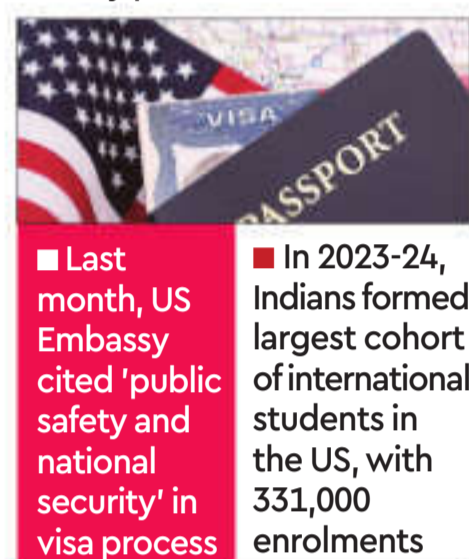 VISA
PASSPORT
■ Last
month, US
Embassy
cited 'public
safety and
national
security' in
visa process
■ In 2023-24,
Indians formed
largest cohort
of international
students in
the US, with
331,000
enrolments